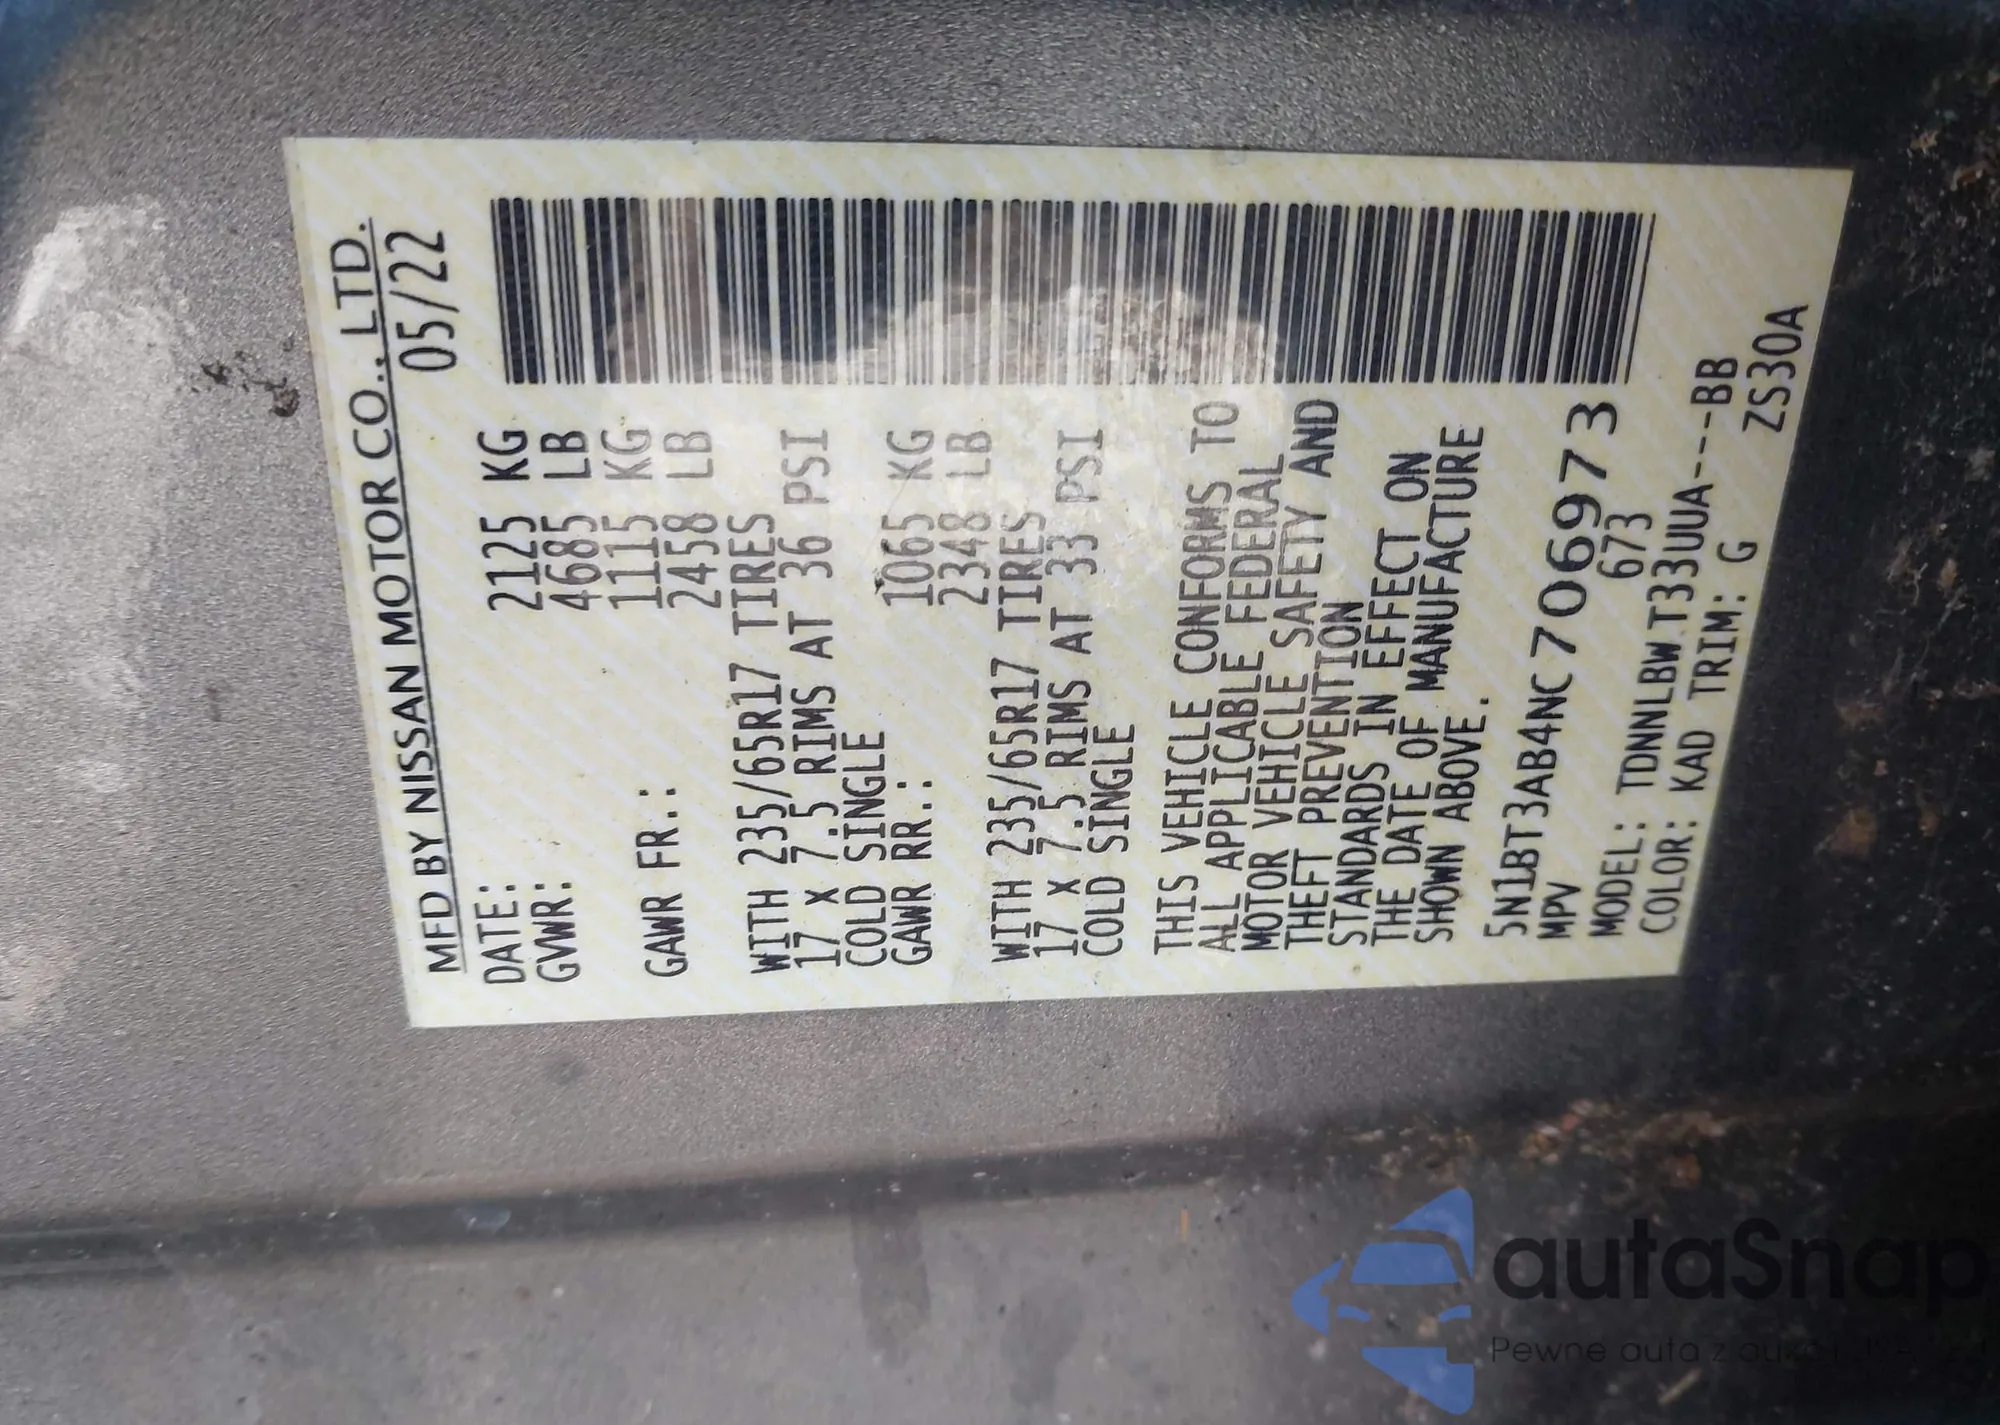 MFD BY NISSAN MOTOR CO., LTD.
DATE: 05/22
GVWR: 2125 KG
4685 LB
GAWR FR.: 1115 KG
2458 LB
WITH 235/65R17 TIRES
17 X 7.5 RIMS AT 36 PSI
COLD SINGLE
GAWR RR.: 1065 KG
2348 LB
WITH 235/65R17 TIRES
17 X 7.5 RIMS AT 33 PSI
COLD SINGLE
THIS VEHICLE CONFORMS TO
ALL APPLICABLE FEDERAL
MOTOR VEHICLE SAFETY AND
THEFT PREVENTION
STANDARDS IN EFFECT ON
THE DATE OF MANUFACTURE
SHOWN ABOVE.
5N1BT3AB4NC706973
MPV 673
MODEL: TDNNLBW T33UUA---BB
COLOR: KAD TRIM: G ZS30A
autaSnap
Pewne auta z